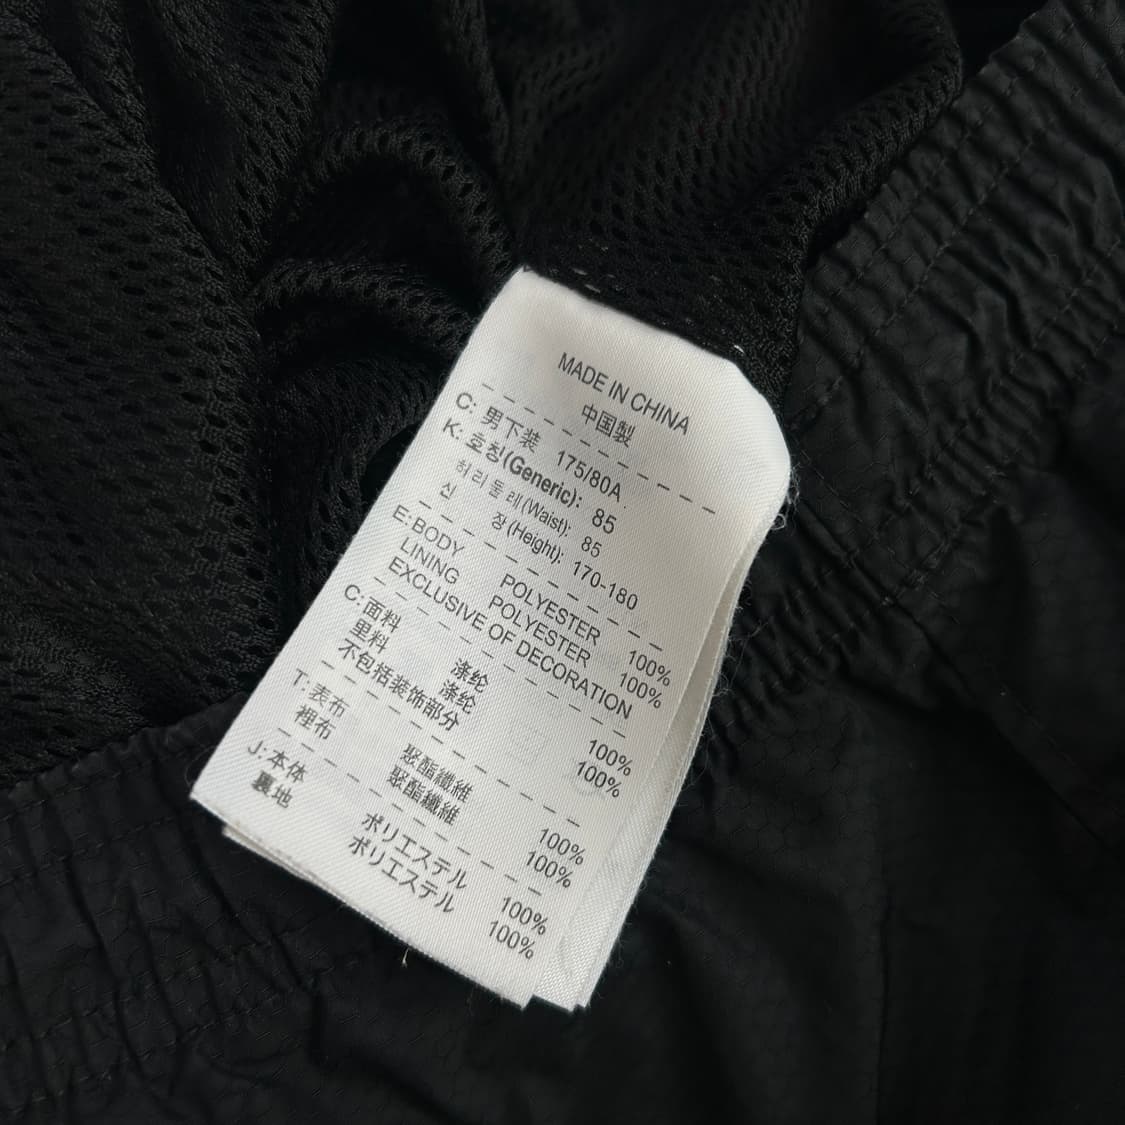 MADE IN CHINA
中国製
C: 男下装 175/80A
K: 호칭(Generic): 85
허리둘레(Waist): 85
신 장(Height): 170-180
E: BODY POLYESTER 100%
LINING POLYESTER 100%
EXCLUSIVE OF DECORATION
C: 面料 涤纶 100%
里料 涤纶 100%
不包括装饰部分
T: 表布 聚酯纖維 100%
裡布 聚酯纖維 100%
J: 本体 ポリエステル 100%
裏地 ポリエステル 100%